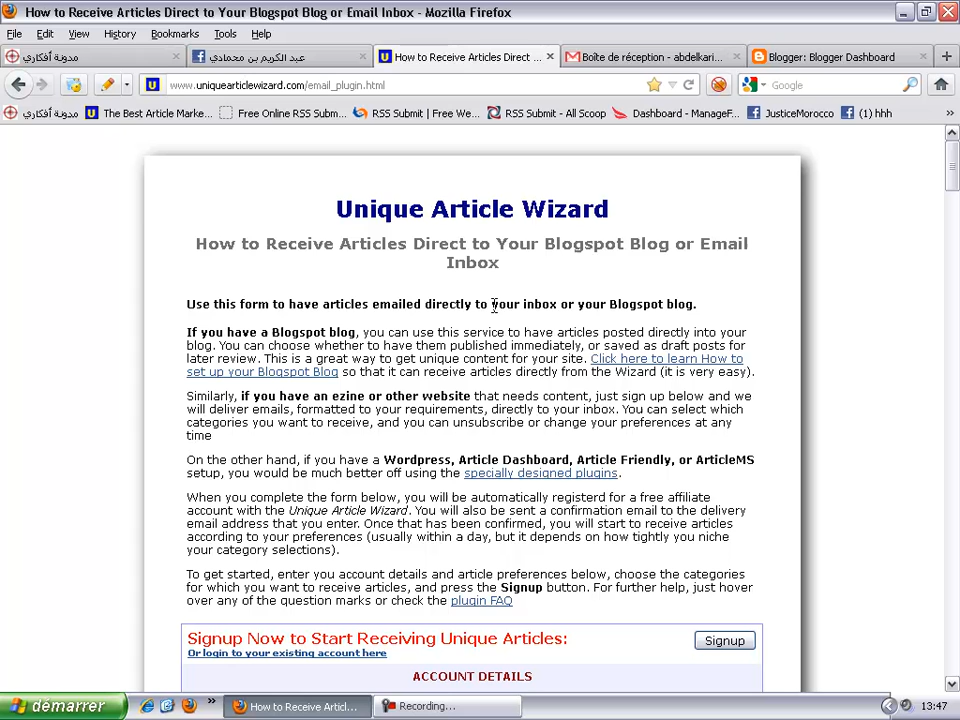 How to Receive Articles Direct to Your Blogspot Blog or Email Inbox - Mozilla Firefox
File Edit View History Bookmarks Tools Help
مدونة أفكاري
عبد الكريم بن محمادي
How to Receive Articles Direct ...
Boîte de réception - abdelkari...
Blogger: Blogger Dashboard
www.uniquearticlewizard.com/email_plugin.html
Google
مدونة أفكاري
The Best Article Marke...
Free Online RSS Subm...
RSS Submit | Free We...
RSS Submit - All Scoop
Dashboard - ManageF...
JusticeMorocco
(1) hhh
Unique Article Wizard
How to Receive Articles Direct to Your Blogspot Blog or Email
Inbox
Use this form to have articles emailed directly to your inbox or your Blogspot blog.
If you have a Blogspot blog, you can use this service to have articles posted directly into your
blog. You can choose whether to have them published immediately, or saved as draft posts for
later review. This is a great way to get unique content for your site. Click here to learn How to
set up your Blogspot Blog so that it can receive articles directly from the Wizard (it is very easy).
Similarly, if you have an ezine or other website that needs content, just sign up below and we
will deliver emails, formatted to your requirements, directly to your inbox. You can select which
categories you want to receive, and you can unsubscribe or change your preferences at any
time
On the other hand, if you have a Wordpress, Article Dashboard, Article Friendly, or ArticleMS
setup, you would be much better off using the specially designed plugins.
When you complete the form below, you will be automatically registerd for a free affiliate
account with the Unique Article Wizard. You will also be sent a confirmation email to the delivery
email address that you enter. Once that has been confirmed, you will start to receive articles
according to your preferences (usually within a day, but it depends on how tightly you niche
your category selections).
To get started, enter you account details and article preferences below, choose the categories
for which you want to receive articles, and press the Signup button. For further help, just hover
over any of the question marks or check the plugin FAQ
Signup Now to Start Receiving Unique Articles:
Signup
Or login to your existing account here
ACCOUNT DETAILS
démarrer
How to Receive Articl...
Recording...
13:47